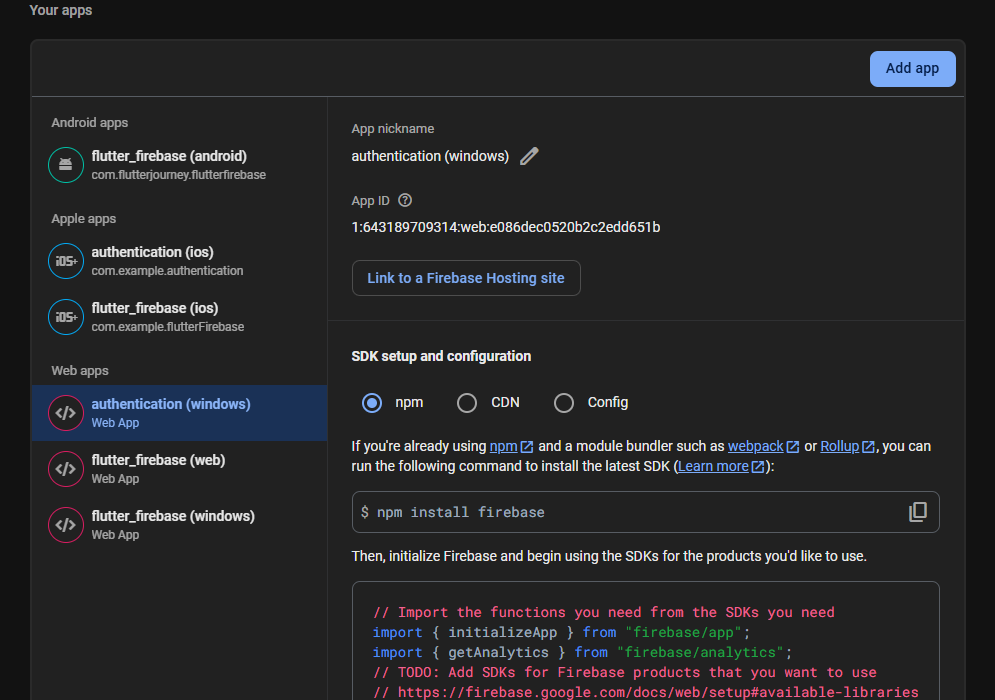 Your apps
Add app
Android apps
flutter_firebase (android)
com.flutterjourney.flutterfirebase
Apple apps
iOS+
authentication (ios)
com.example.authentication
iOS+
flutter_firebase (ios)
com.example.flutterFirebase
Web apps
</>
authentication (windows)
Web App
</>
flutter_firebase (web)
Web App
</>
flutter_firebase (windows)
Web App
App nickname
authentication (windows)
App ID ?
1:643189709314:web:e086dec0520b2c2edd651b
Link to a Firebase Hosting site
SDK setup and configuration
npm CDN Config
If you're already using npm and a module bundler such as webpack or Rollup, you can
run the following command to install the latest SDK (Learn more):
$ npm install firebase
Then, initialize Firebase and begin using the SDKs for the products you'd like to use.
// Import the functions you need from the SDKs you need
import { initializeApp } from "firebase/app";
import { getAnalytics } from "firebase/analytics";
// TODO: Add SDKs for Firebase products that you want to use
// https://firebase.google.com/docs/web/setup#available-libraries